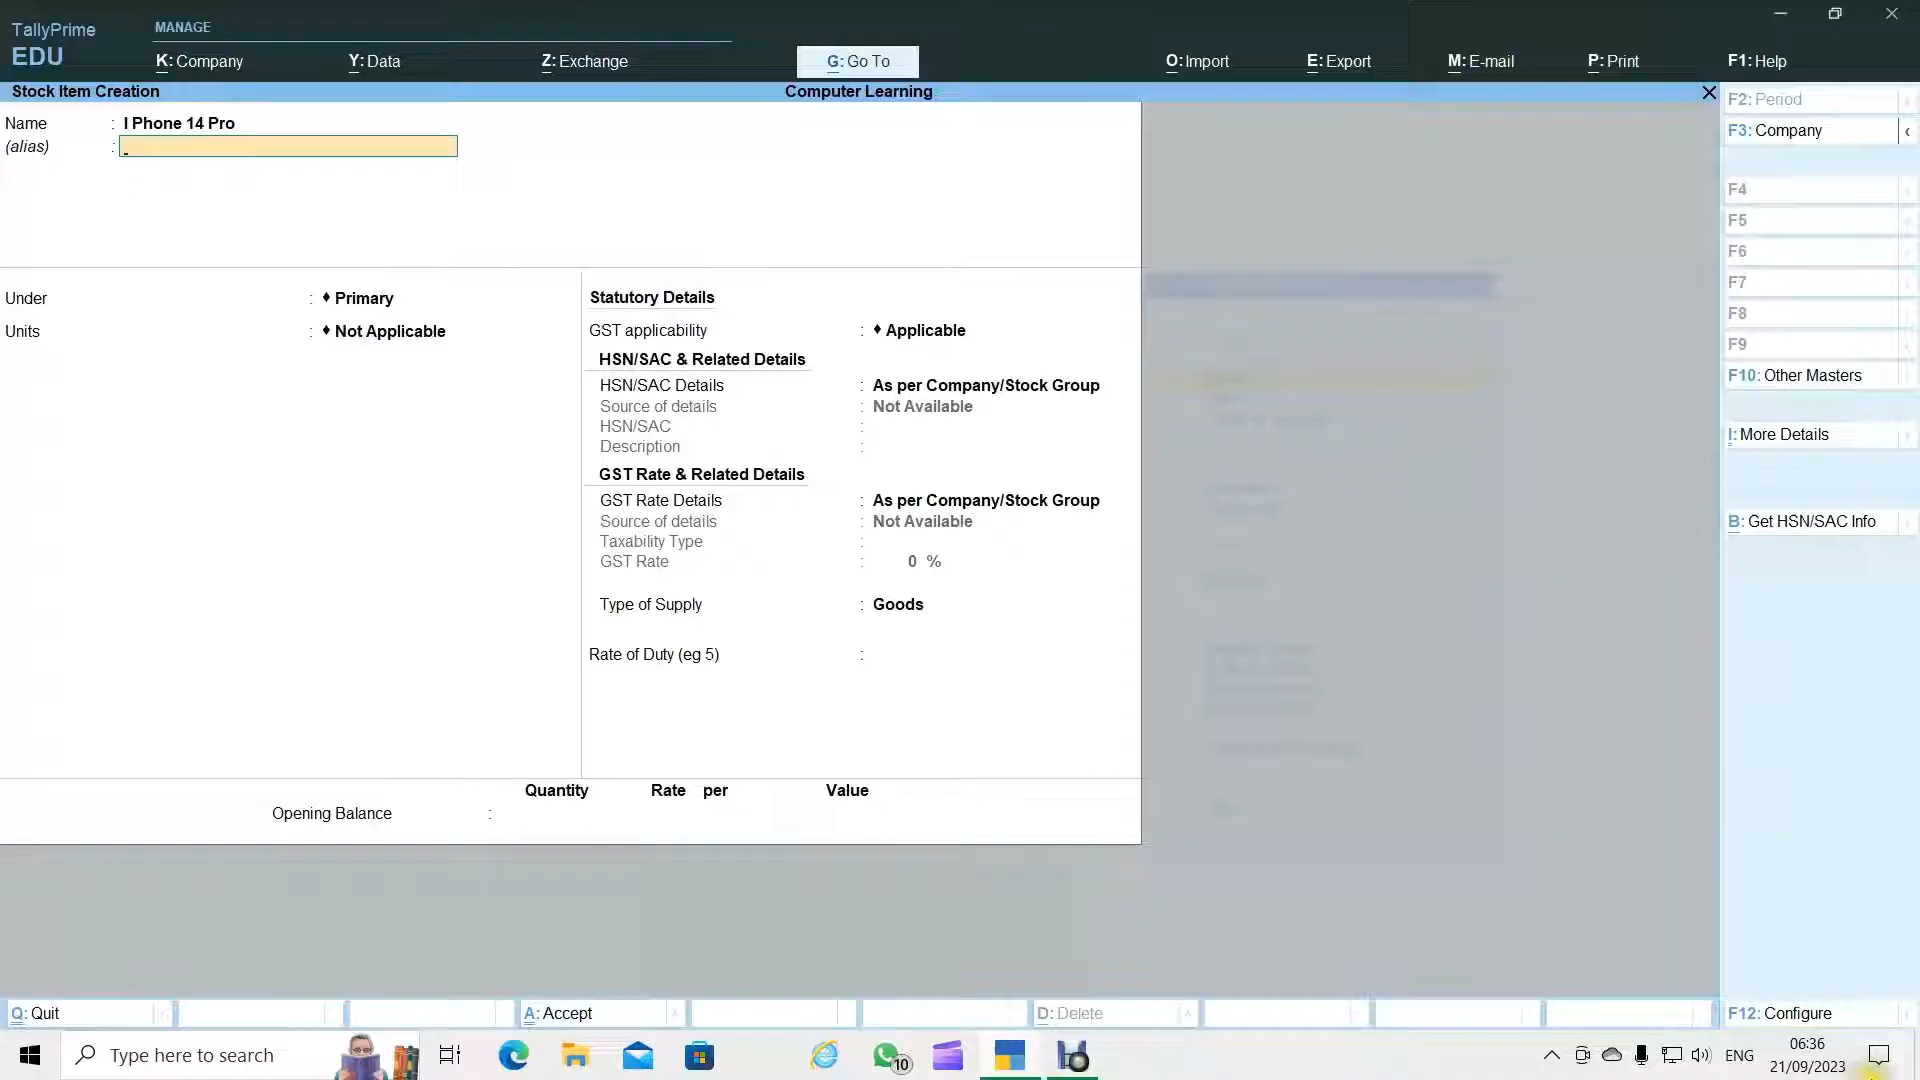 TallyPrime
EDU
MANAGE
K: Company
Y: Data
Z: Exchange
G: Go To
O: Import
E: Export
M: E-mail
P: Print
F1: Help
Stock Item Creation
Computer Learning
F2: Period
F3: Company
F4
F5
F6
F7
F8
F9
F10: Other Masters
I: More Details
B: Get HSN/SAC Info
F12: Configure
Name : I Phone 14 Pro
(alias) :
Under : ♦ Primary
Units : ♦ Not Applicable
Statutory Details
GST applicability : ♦ Applicable
HSN/SAC & Related Details
HSN/SAC Details : As per Company/Stock Group
Source of details : Not Available
HSN/SAC :
Description :
GST Rate & Related Details
GST Rate Details : As per Company/Stock Group
Source of details : Not Available
Taxability Type :
GST Rate : 0 %
Type of Supply : Goods
Rate of Duty (eg 5) :
Quantity Rate per Value
Opening Balance :
Q: Quit
A: Accept
D: Delete
Type here to search
10
ENG
06:36
21/09/2023